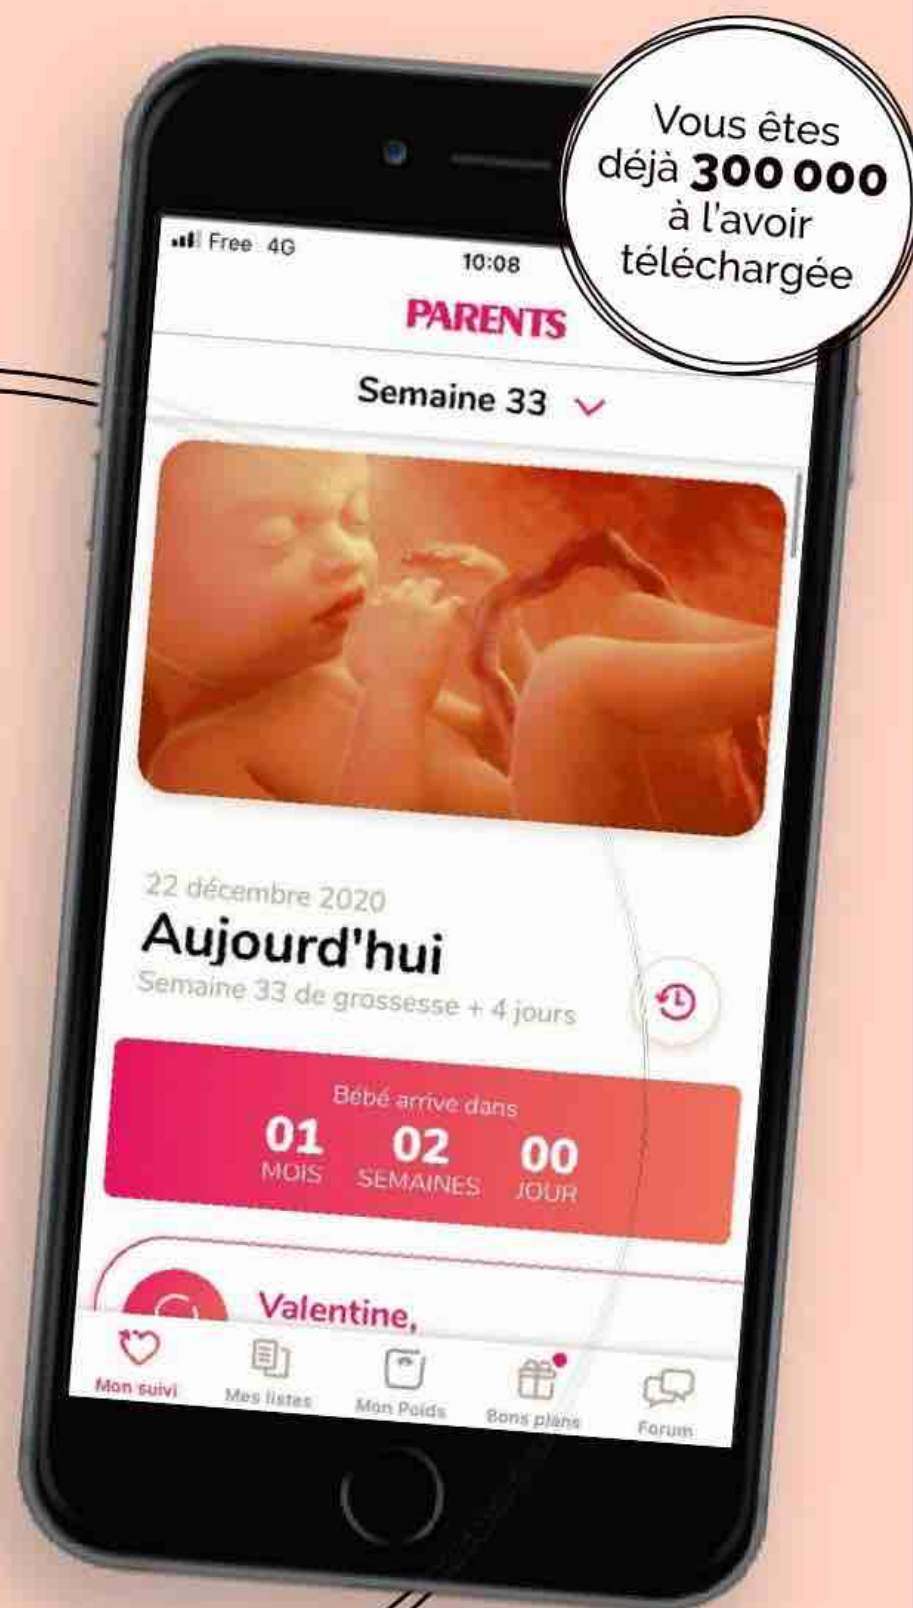 Vous êtes
déjà 300 000
à l'avoir
téléchargée
Free 4G
10:08
PARENTS
Semaine 33
22 décembre 2020
Aujourd'hui
Semaine 33 de grossesse + 4 jours
Bébé arrive dans
01 02 00
MOIS SEMAINES JOUR
Valentine,
Mon suivi Mes listes Mon Poids Bons plans Forum